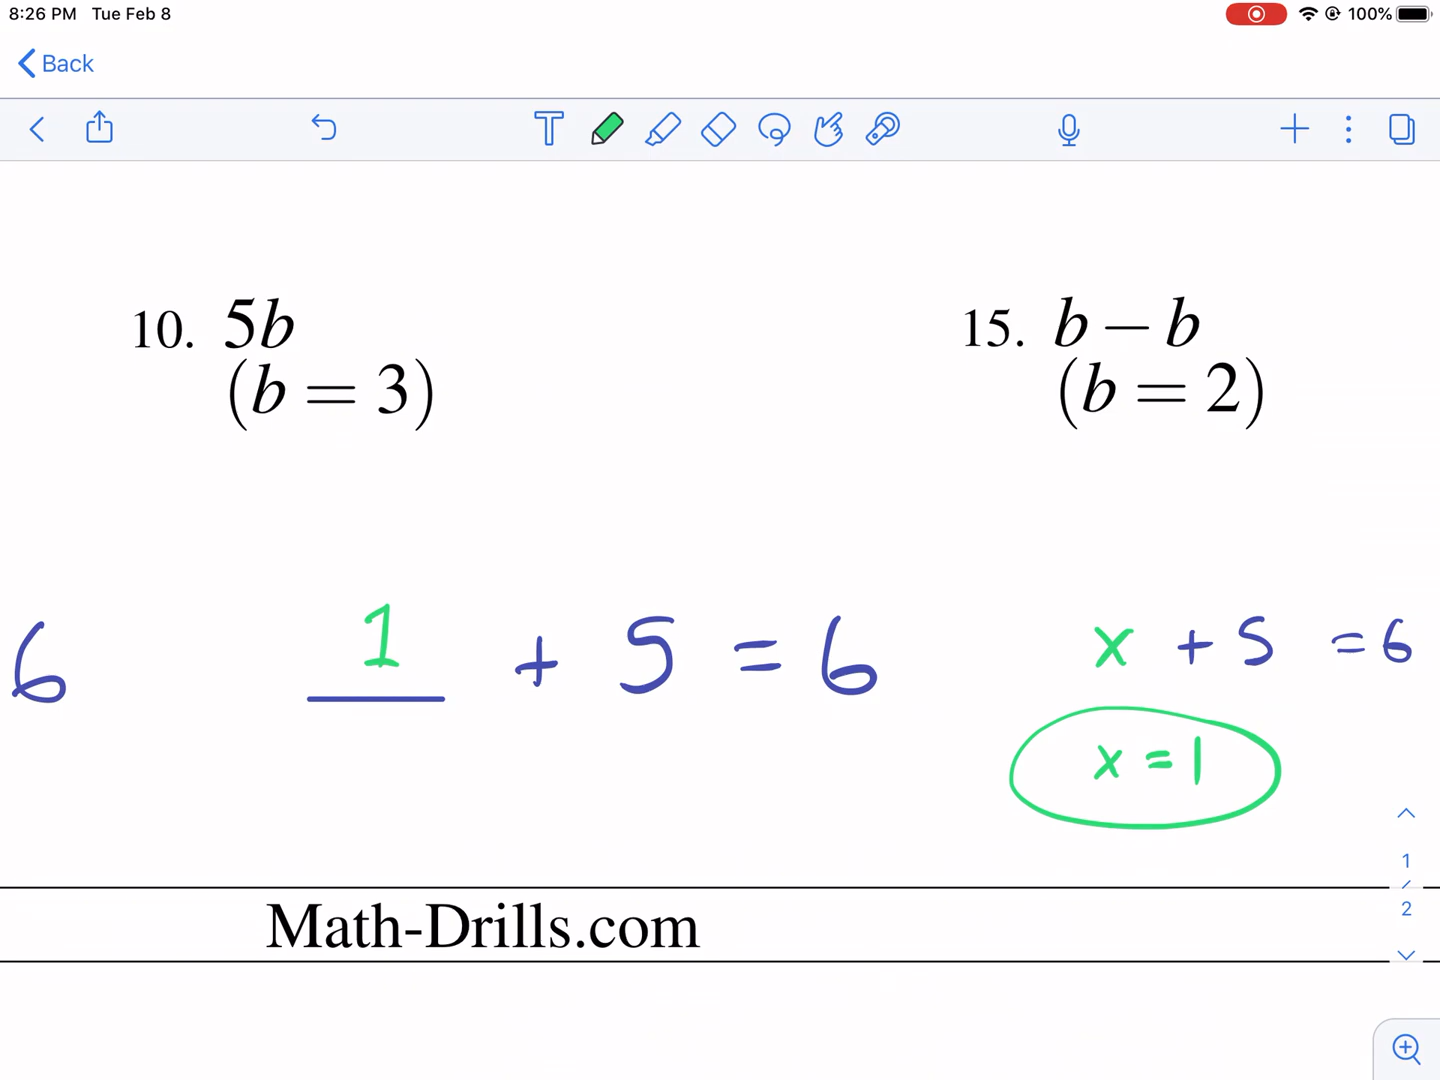 8:26 PM Tue Feb 8 100%
Back
10. 5b
(b = 3)
15. b − b
(b = 2)
6
1 + 5 = 6
x + 5 = 6
x = 1
1
/
2
Math-Drills.com